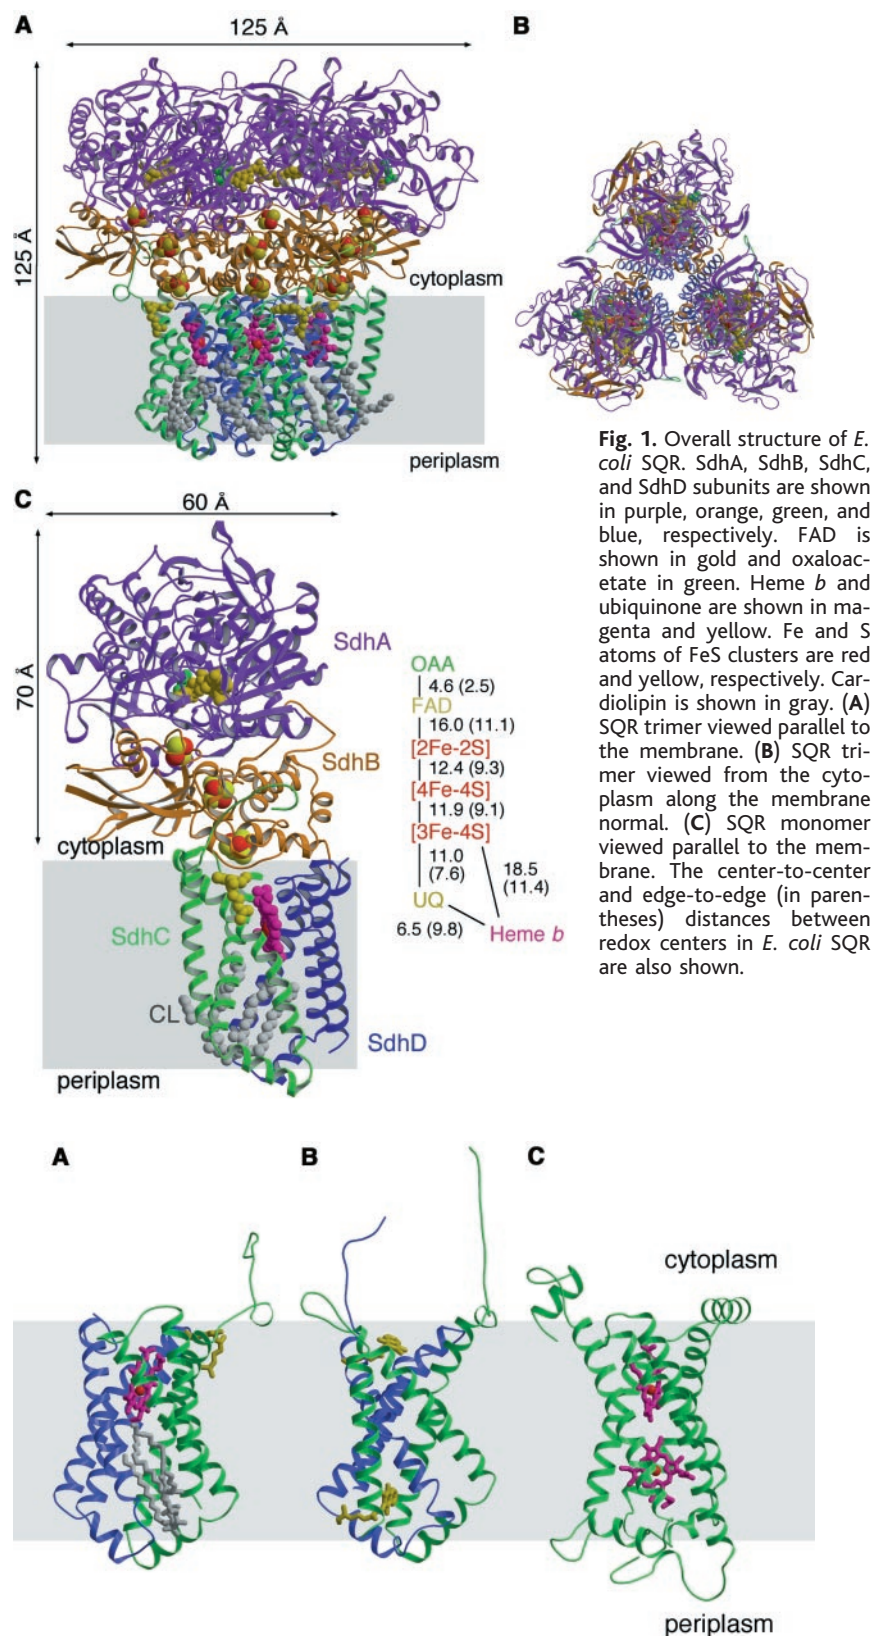 A
125 Å
B
125 Å
cytoplasm
periplasm
C
60 Å
70 Å
SdhA
SdhB
cytoplasm
SdhC
CL
SdhD
periplasm
OAA
4.6 (2.5)
FAD
16.0 (11.1)
[2Fe-2S]
12.4 (9.3)
[4Fe-4S]
11.9 (9.1)
[3Fe-4S]
11.0
(7.6)
18.5
(11.4)
UQ
6.5 (9.8)
Heme b
Fig. 1. Overall structure of E.
coli SQR. SdhA, SdhB, SdhC,
and SdhD subunits are shown
in purple, orange, green, and
blue, respectively. FAD is
shown in gold and oxaloac-
etate in green. Heme b and
ubiquinone are shown in ma-
genta and yellow. Fe and S
atoms of FeS clusters are red
and yellow, respectively. Car-
diolipin is shown in gray. (A)
SQR trimer viewed parallel to
the membrane. (B) SQR tri-
mer viewed from the cyto-
plasm along the membrane
normal. (C) SQR monomer
viewed parallel to the mem-
brane. The center-to-center
and edge-to-edge (in paren-
theses) distances between
redox centers in E. coli SQR
are also shown.
A
B
C
cytoplasm
periplasm